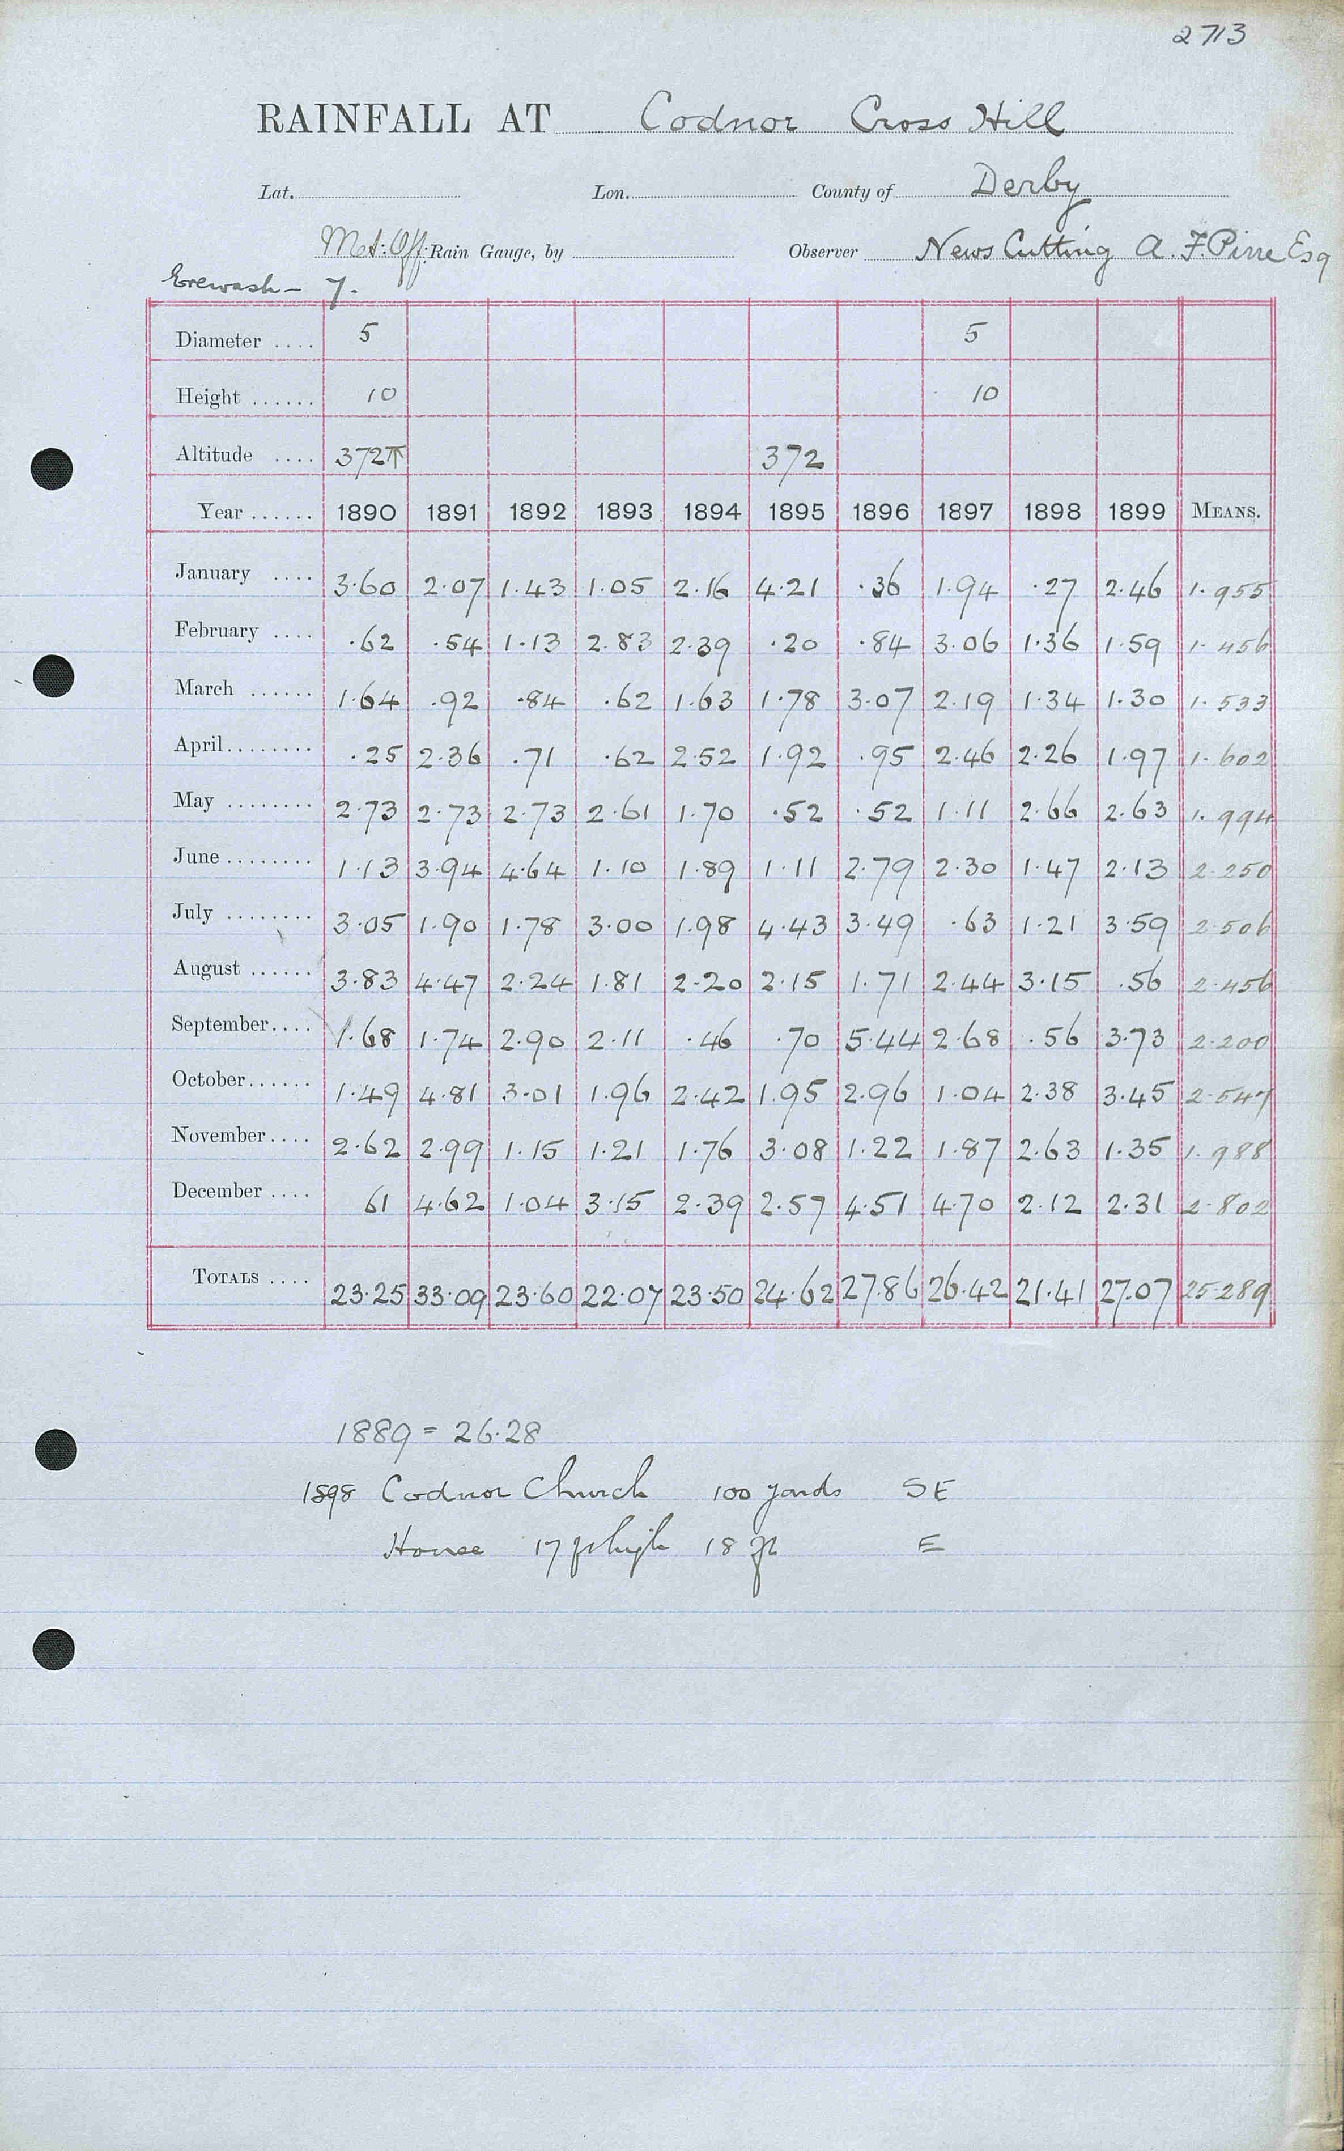 2713
RAINFALL AT Codnor Cross Hill
Lat. Lon. County of Derby
Met. Off. Rain Gauge, by Observer News Cutting A. F. Pirre Esq
Erewash - 7.
Diameter .... 5 5
Height ...... 10 10
Altitude .... 372 372
Year ...... 1890 1891 1892 1893 1894 1895 1896 1897 1898 1899 MEANS.
January .... 3.60 2.07 1.43 1.05 2.16 4.21 .36 1.94 .27 2.46 1.955
February .... .62 .54 1.13 2.83 2.39 .20 .84 3.06 1.36 1.59 1.456
March ...... 1.64 .92 .84 .62 1.63 1.78 3.07 2.19 1.34 1.30 1.533
April........ .25 2.36 .71 .62 2.52 1.92 .95 2.46 2.26 1.97 1.602
May ........ 2.73 2.73 2.73 2.61 1.70 .52 .52 1.11 2.66 2.63 1.994
June ........ 1.13 3.94 4.64 1.10 1.89 1.11 2.79 2.30 1.47 2.13 2.250
July ........ 3.05 1.90 1.78 3.00 1.98 4.43 3.49 .63 1.21 3.59 2.506
August ...... 3.83 4.47 2.24 1.81 2.20 2.15 1.71 2.44 3.15 .56 2.456
September.... 1.68 1.74 2.90 2.11 .46 .70 5.44 2.68 .56 3.73 2.200
October...... 1.49 4.81 3.01 1.96 2.42 1.95 2.96 1.04 2.38 3.45 2.547
November.... 2.62 2.99 1.15 1.21 1.76 3.08 1.22 1.87 2.63 1.35 1.988
December .... 61 4.62 1.04 3.15 2.39 2.57 4.51 4.70 2.12 2.31 2.802
TOTALS .... 23.25 33.09 23.60 22.07 23.50 24.62 27.86 26.42 21.41 27.07 25.289
1889 = 26.28
1898 Codnor Church 100 yards SE
House 17 ft high 18 ft E